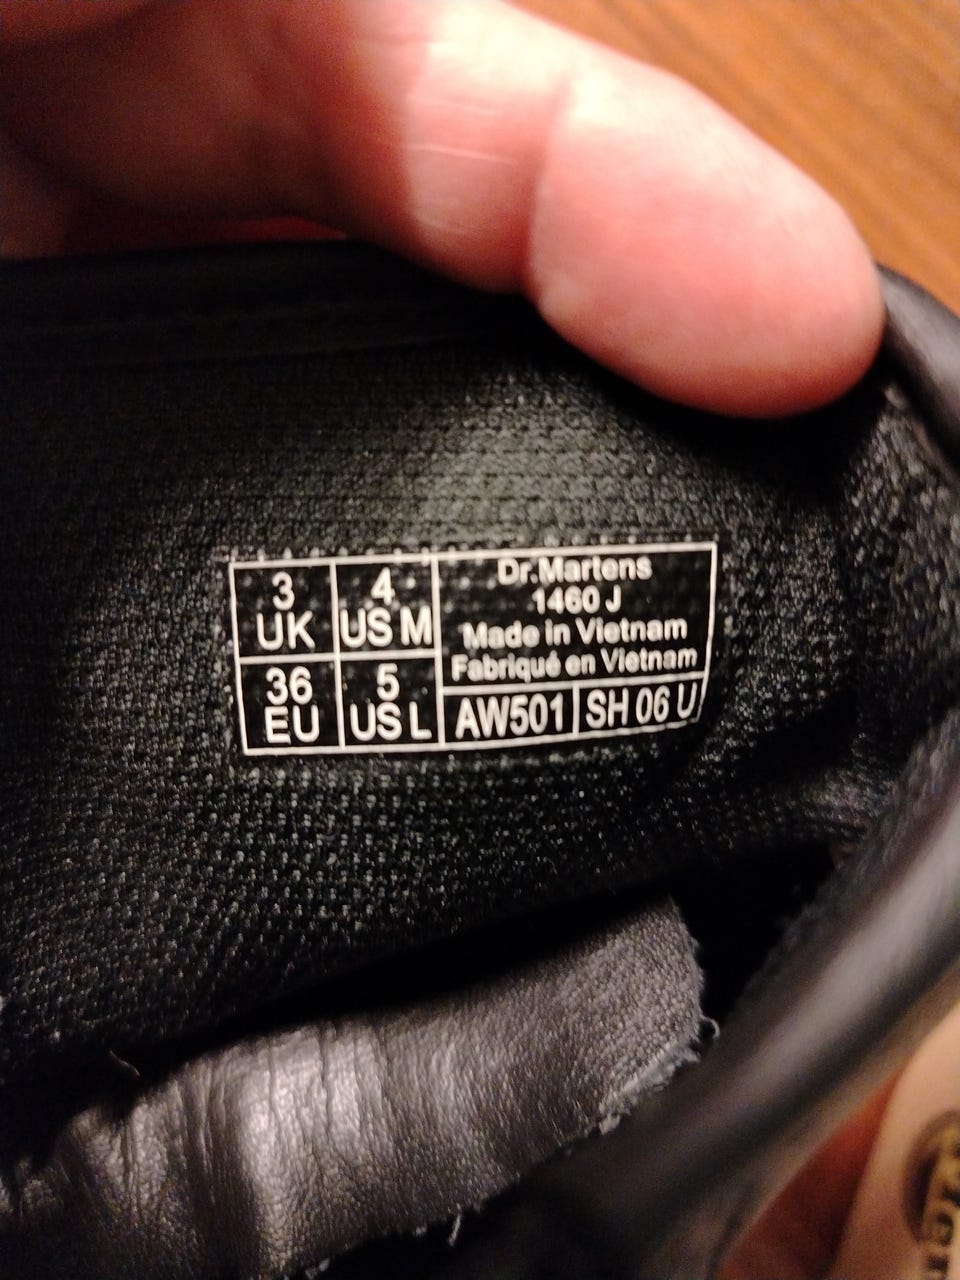 3
UK
4
US M
36
EU
5
US L
Dr.Martens
1460 J
Made in Vietnam
Fabriqué en Vietnam
AW501
SH 06 U